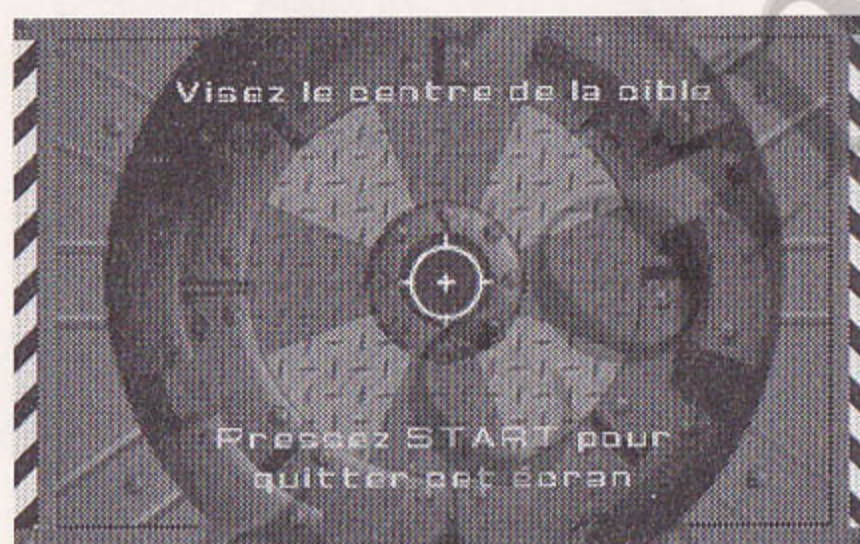 Visez le centre de la cible
Pressez START pour
quitter cet écran